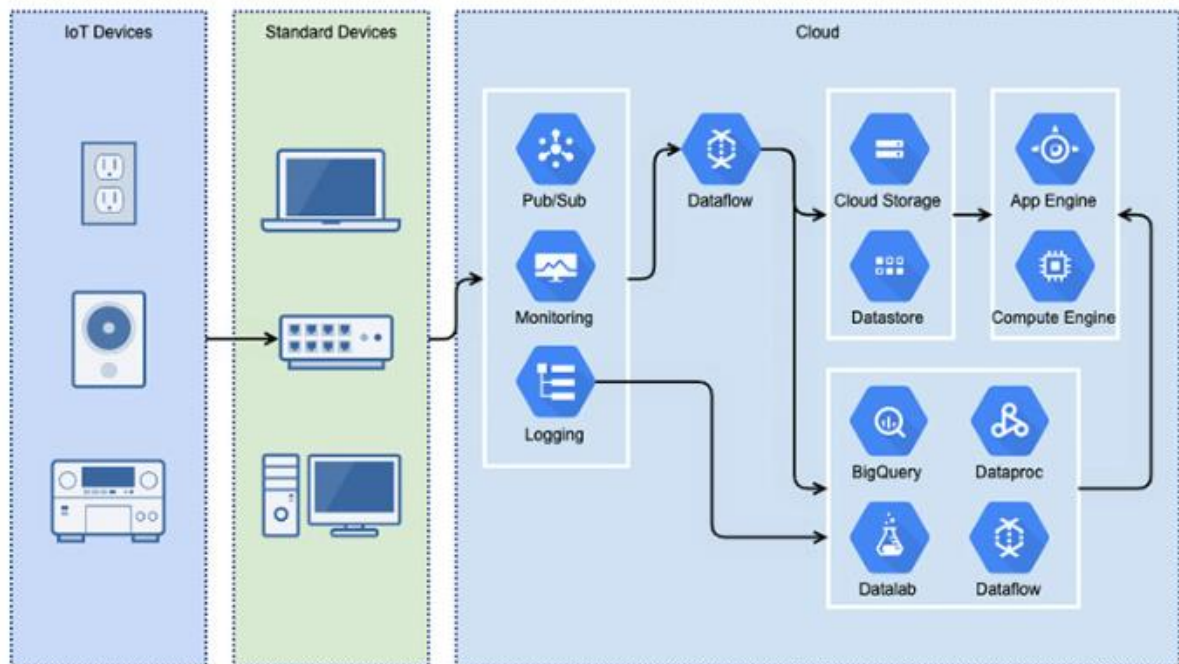 IoT Devices
Standard Devices
Cloud
Pub/Sub
Monitoring
Logging
Dataflow
Cloud Storage
Datastore
App Engine
Compute Engine
BigQuery
Dataproc
Datalab
Dataflow